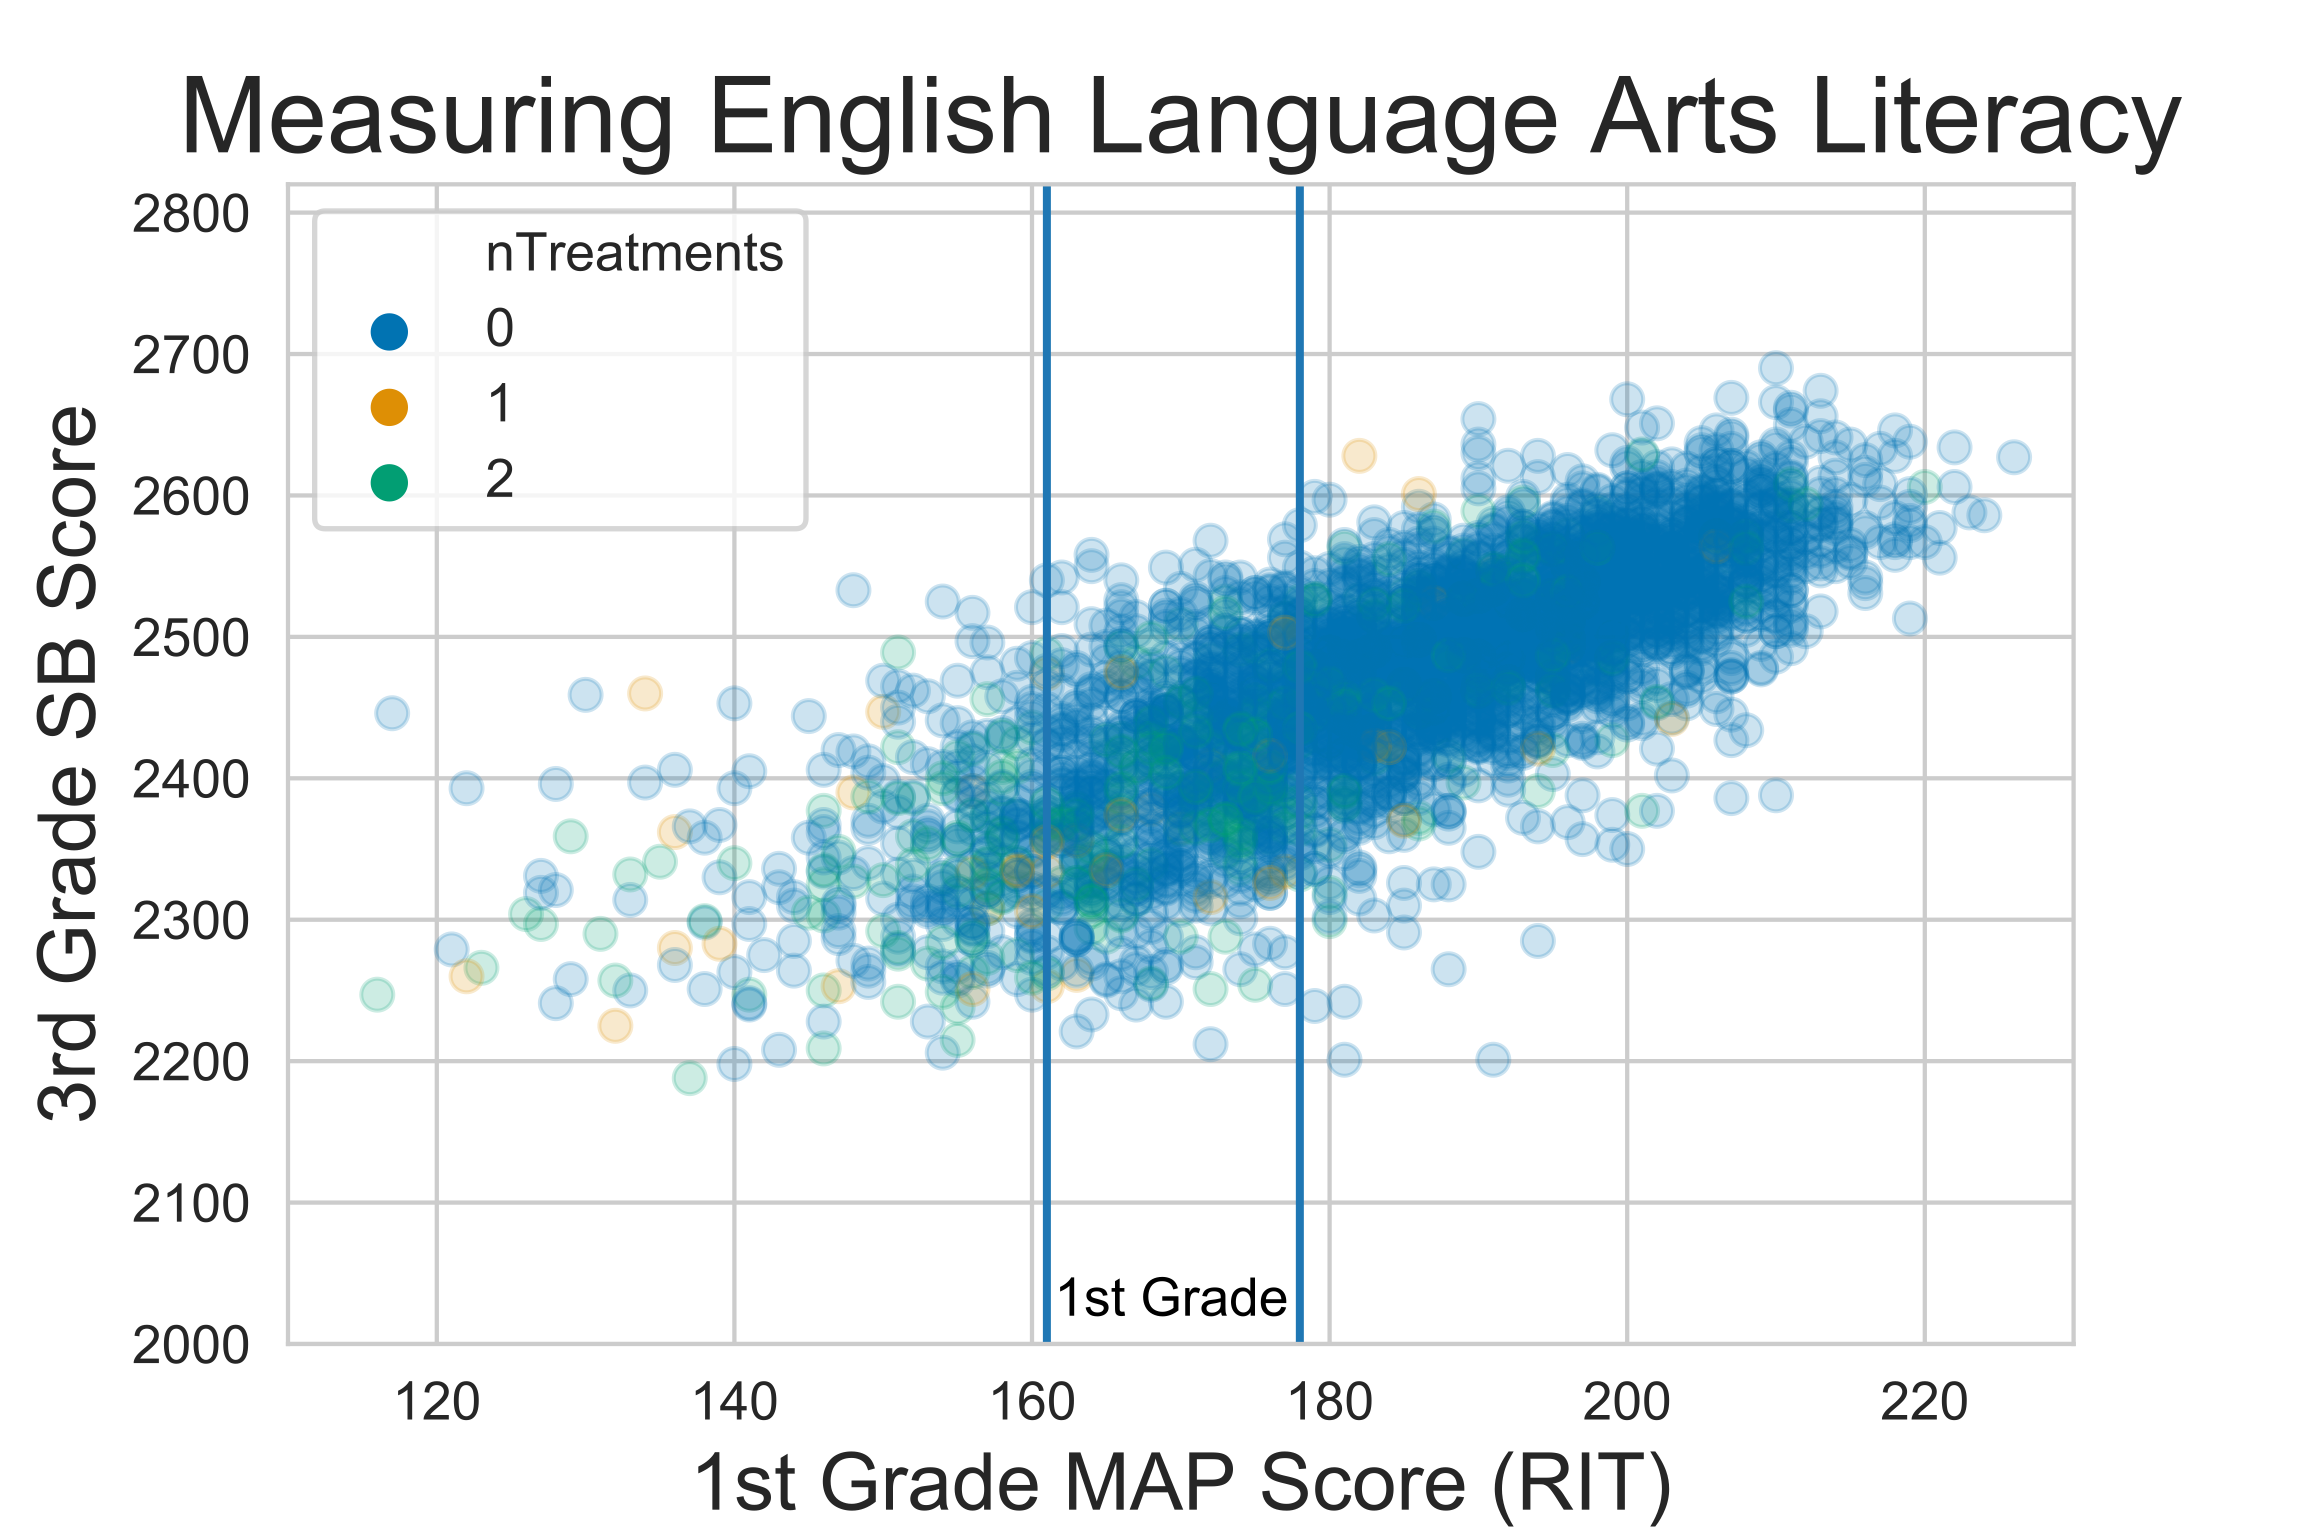 Measuring English Language Arts Literacy
2800
2700
2600
2500
2400
2300
2200
2100
2000
3rd Grade SB Score
nTreatments
0
1
2
1st Grade
120 140 160 180 200 220
1st Grade MAP Score (RIT)